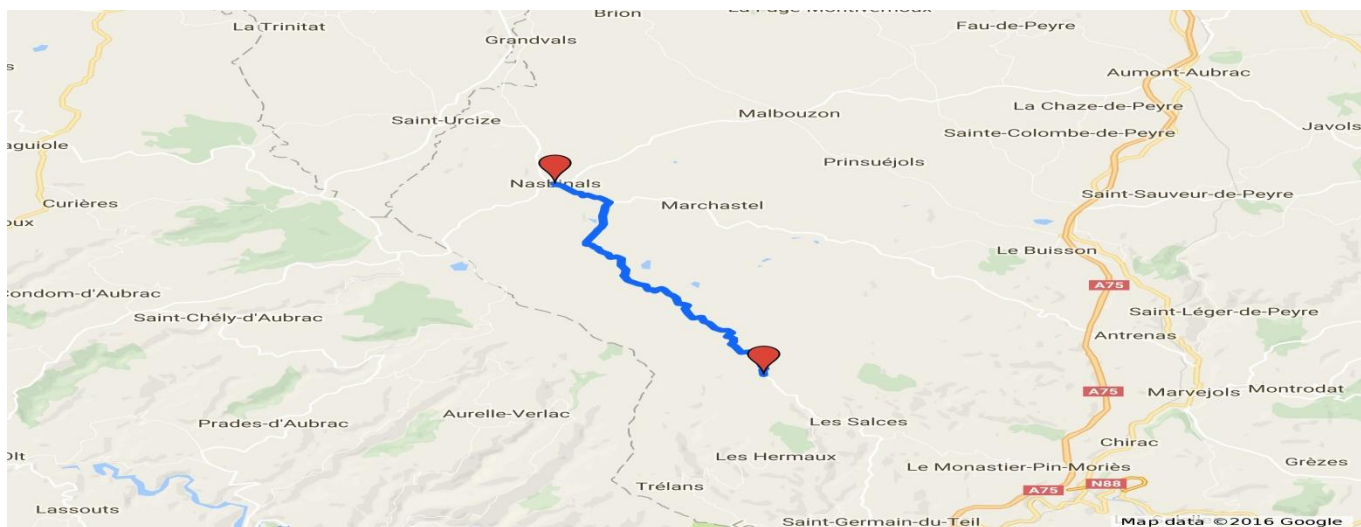 Brion
La Trinitat
Fau-de-Peyre
Grandvals
Aumont-Aubrac
La Chaze-de-Peyre
Malbouzon
Saint-Urcize
Javols
Sainte-Colombe-de-Peyre
aguiole
Prinsuéjols
Nasbinals
Saint-Sauveur-de-Peyre
Curières
Marchastel
oux
Le Buisson
A75
Condom-d'Aubrac
Saint-Chély-d'Aubrac
Saint-Léger-de-Peyre
Antrenas
A75
Marvejols
Montrodat
Aurelle-Verlac
Prades-d'Aubrac
Les Salces
Chirac
Olt
Les Hermaux
Le Monastier-Pin-Moriès
Grèzes
Trélans
A75
N88
Lassouts
Saint-Germain-du-Teil
Map data ©2016 Google